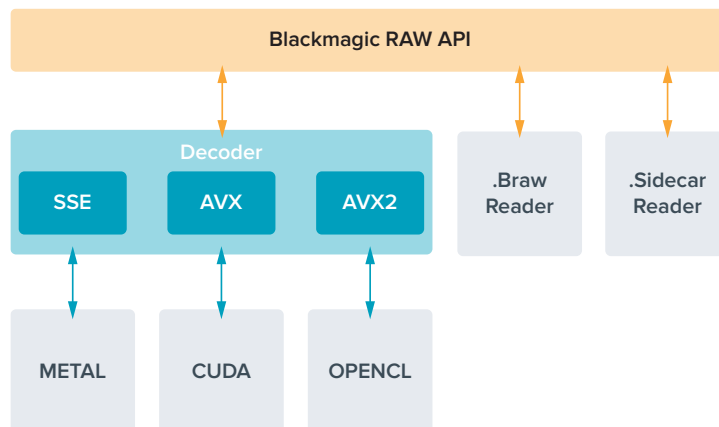 Blackmagic RAW API
Decoder
SSE
AVX
AVX2
.Braw
Reader
.Sidecar
Reader
METAL
CUDA
OPENCL